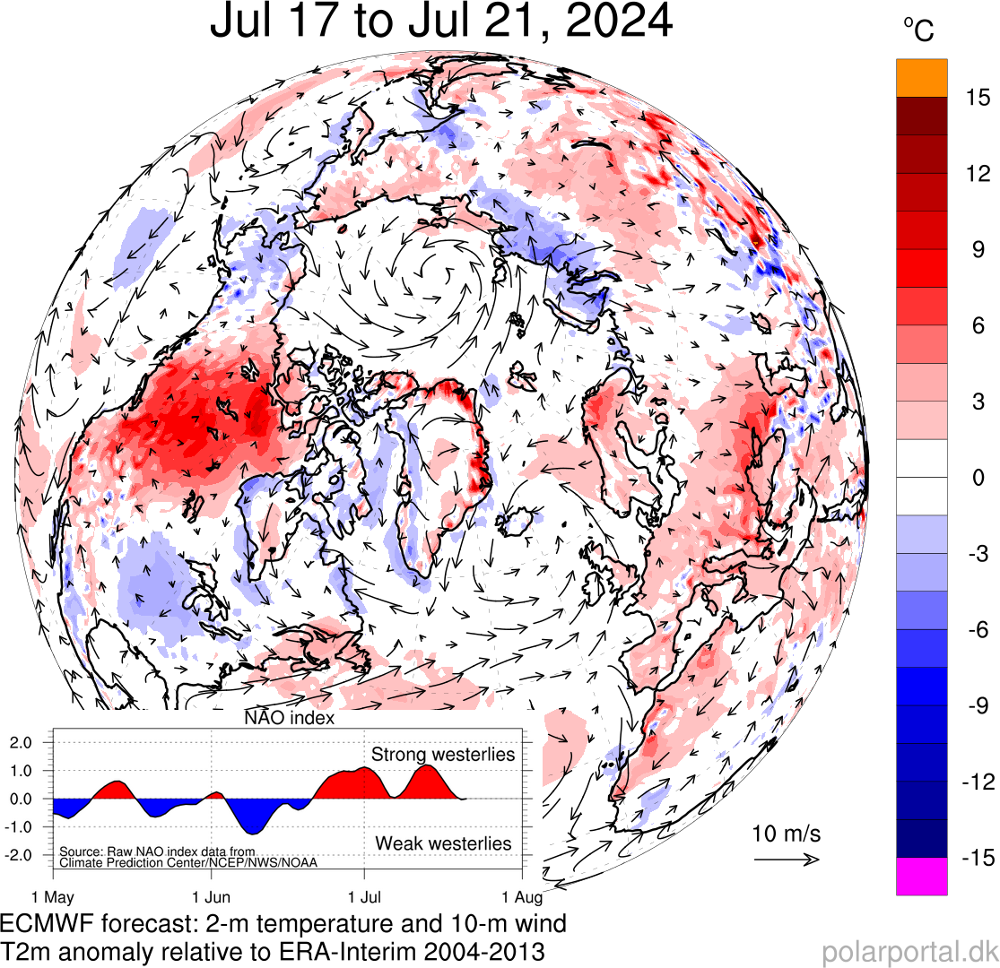 Jul 17 to Jul 21, 2024
oC
15
12
9
6
3
0
-3
-6
-9
-12
-15
10 m/s
NAO index
2.0
1.0
0.0
-1.0
-2.0
Strong westerlies
Weak westerlies
Source: Raw NAO index data from
Climate Prediction Center/NCEP/NWS/NOAA
1 May
1 Jun
1 Jul
1 Aug
ECMWF forecast: 2-m temperature and 10-m wind
T2m anomaly relative to ERA-Interim 2004-2013
polarportal.dk